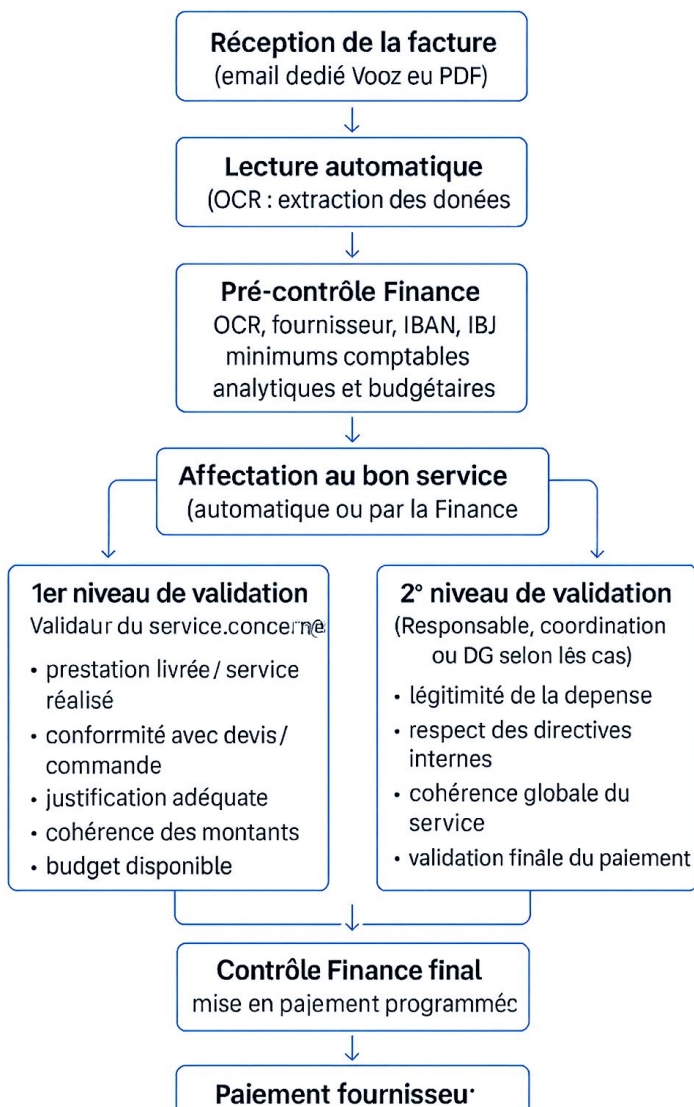 Réception de la facture
(email dedié Vooz eu PDF)
Lecture automatique
(OCR : extraction des donées
Pré-contrôle Finance
OCR, fournisseur, IBAN, IBJ
minimums comptables
analytiques et budgétaires
Affectation au bon service
(automatique ou par la Finance
1er niveau de validation
Validaur du service.concerné
• prestation livrée / service
réalisé
• conforrmité avec devis /
commande
• justification adéquate
• cohérence des montants
• budget disponible
2° niveau de validation
(Responsable, coordination
ou DG selon lês cas)
• légitimité de la depense
• respect des directives
internes
• cohérence globale du
service
• validation finâle du paiement
Contrôle Finance final
mise en pajement programméc
Paiement fournisseu